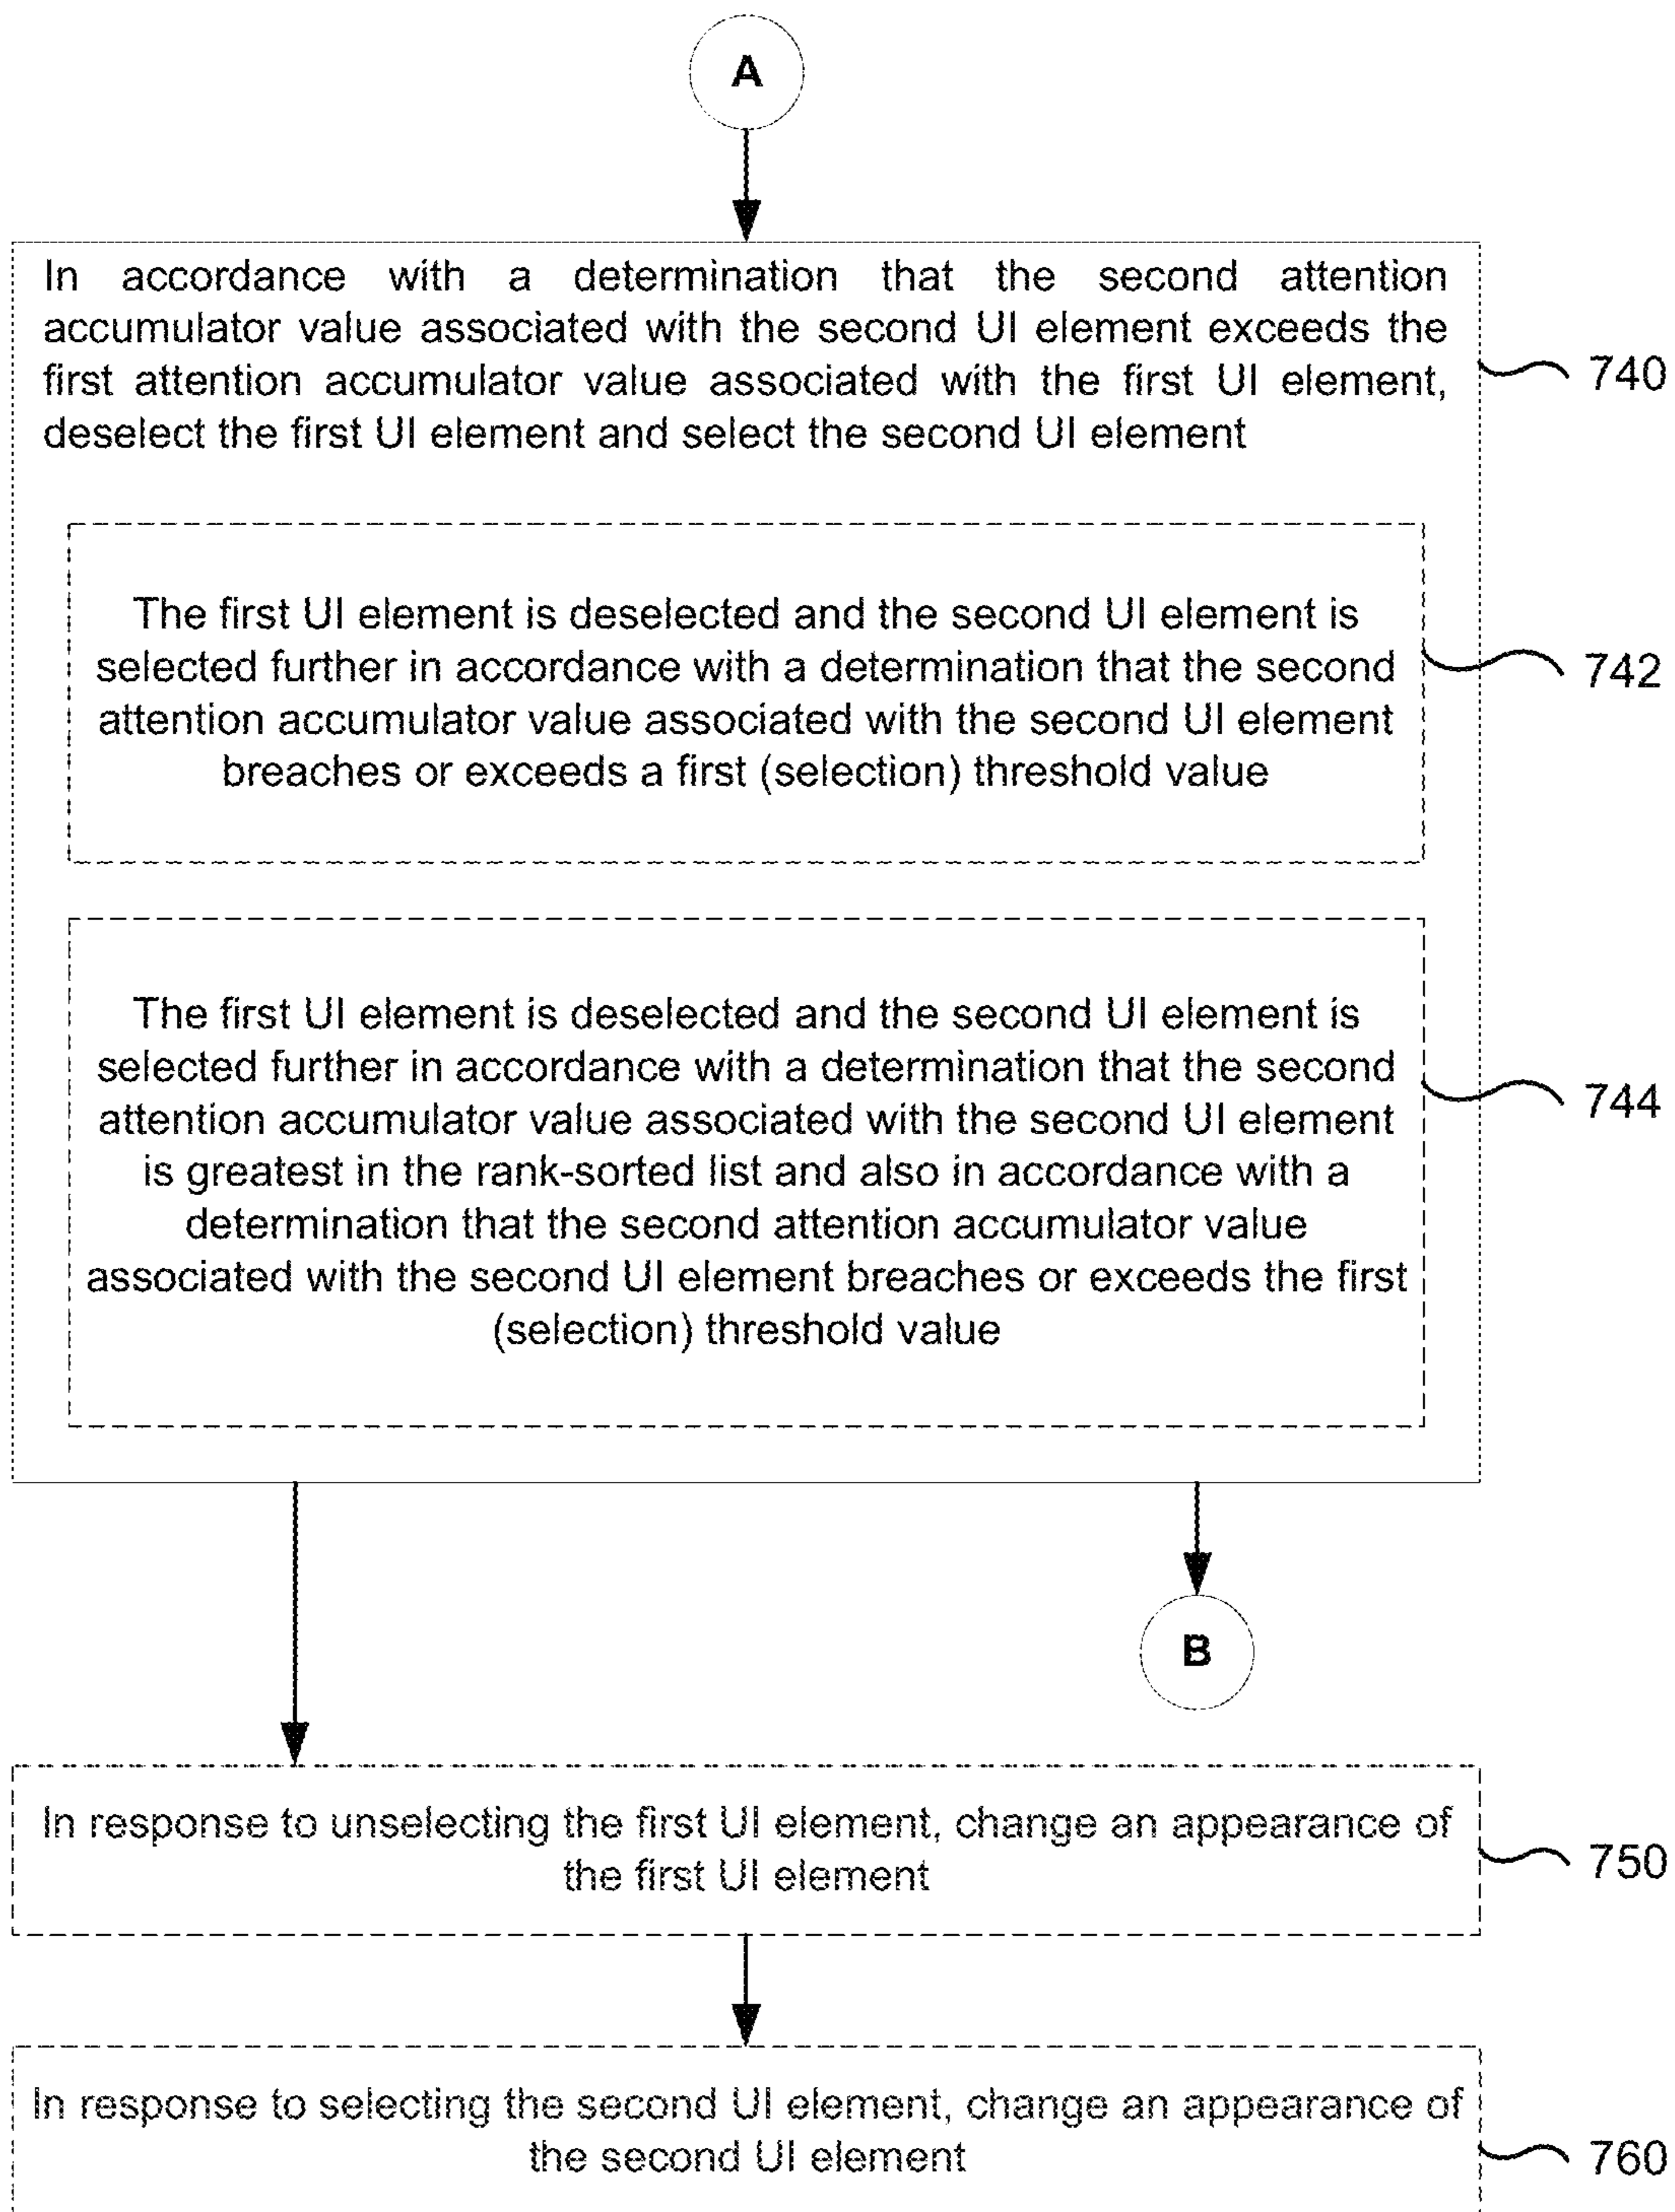 A
In accordance with a determination that the second attention
accumulator value associated with the second UI element exceeds the
first attention accumulator value associated with the first UI element,
deselect the first UI element and select the second UI element
740
The first UI element is deselected and the second UI element is
selected further in accordance with a determination that the second
attention accumulator value associated with the second UI element
breaches or exceeds a first (selection) threshold value
742
The first UI element is deselected and the second UI element is
selected further in accordance with a determination that the second
attention accumulator value associated with the second UI element
is greatest in the rank-sorted list and also in accordance with a
determination that the second attention accumulator value
associated with the second UI element breaches or exceeds the first
(selection) threshold value
744
B
In response to unselecting the first UI element, change an appearance of
the first UI element
750
In response to selecting the second UI element, change an appearance of
the second UI element
760